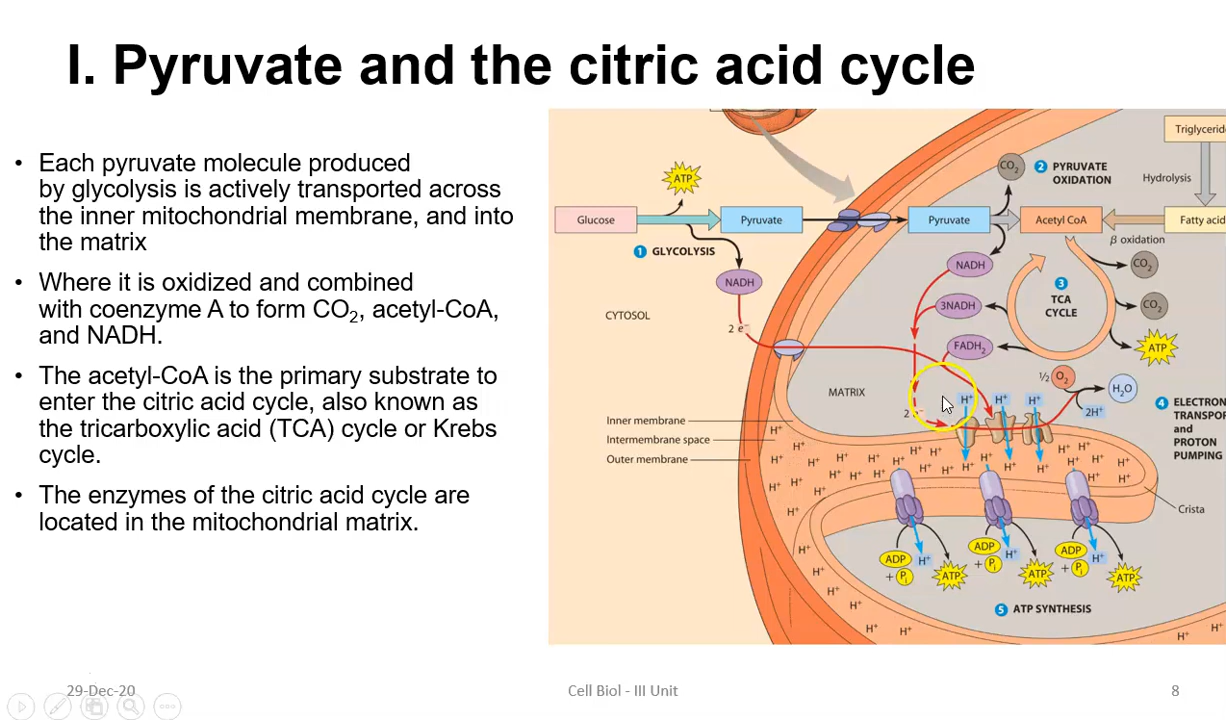 I. Pyruvate and the citric acid cycle
• Each pyruvate molecule produced
by glycolysis is actively transported across
the inner mitochondrial membrane, and into
the matrix
• Where it is oxidized and combined
with coenzyme A to form CO₂, acetyl-CoA,
and NADH.
• The acetyl-CoA is the primary substrate to
enter the citric acid cycle, also known as
the tricarboxylic acid (TCA) cycle or Krebs
cycle.
• The enzymes of the citric acid cycle are
located in the mitochondrial matrix.
Triglyceride
CO₂
2 PYRUVATE
OXIDATION
Hydrolysis
ATP
Glucose
Pyruvate
Pyruvate
Acetyl CoA
Fatty acid
1 GLYCOLYSIS
β oxidation
NADH
NADH
CO₂
3
TCA
CYCLE
3NADH
CO₂
CYTOSOL
2 e⁻
FADH₂
ATP
½ O₂
H₂O
MATRIX
2
H⁺ H⁺ H⁺
2H⁺
4 ELECTRON
TRANSPOR
and
PROTON
PUMPING
Inner membrane
Intermembrane space
Outer membrane
H⁺ H⁺ H⁺ H⁺ H⁺ H⁺ H⁺ H⁺
Crista
ADP + Pi H⁺ ATP
ADP + Pi H⁺ ATP
ADP + Pi H⁺ ATP
5 ATP SYNTHESIS
H⁺ H⁺ H⁺ H⁺
29-Dec-20
Cell Biol - III Unit
8